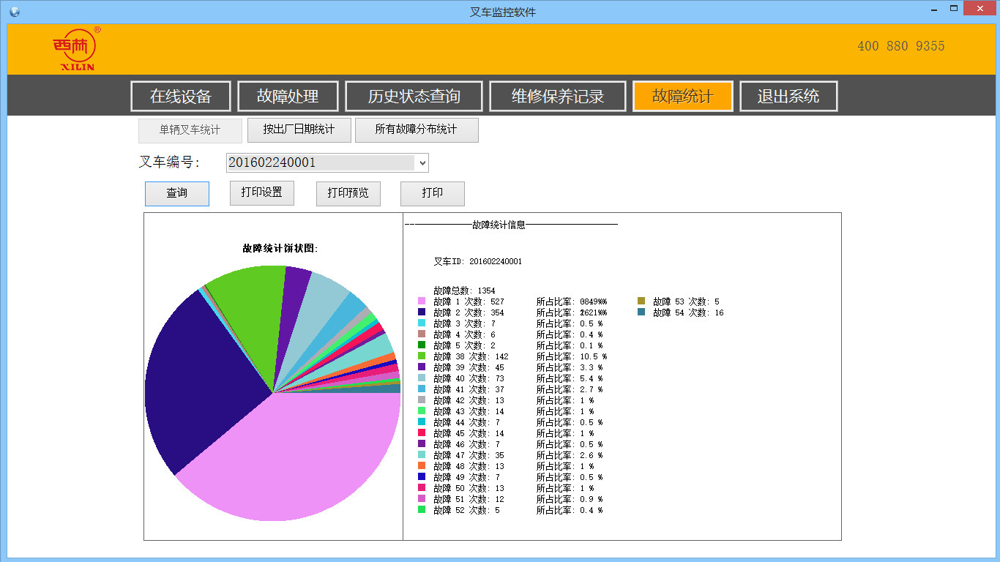 叉车监控软件
西林
®
XILIN
400 880 9355
在线设备 故障处理 历史状态查询 维修保养记录 故障统计 退出系统
单辆叉车统计 按出厂日期统计 所有故障分布统计
叉车编号: 201602240001
查询 打印设置 打印预览 打印
故障统计信息
故障统计饼状图:
叉车ID: 201602240001
故障总数: 1354
故障 1 次数: 527 所占比率: 故障 53 次数: 5
故障 2 次数: 354 所占比率: 故障 54 次数: 16
故障 3 次数: 7 所占比率: 0.5 %
故障 4 次数: 6 所占比率: 0.4 %
故障 5 次数: 2 所占比率: 0.1 %
故障 38 次数: 142 所占比率: 10.5 %
故障 39 次数: 45 所占比率: 3.3 %
故障 40 次数: 73 所占比率: 5.4 %
故障 41 次数: 37 所占比率: 2.7 %
故障 42 次数: 13 所占比率: 1 %
故障 43 次数: 14 所占比率: 1 %
故障 44 次数: 7 所占比率: 0.5 %
故障 45 次数: 14 所占比率: 1 %
故障 46 次数: 7 所占比率: 0.5 %
故障 47 次数: 35 所占比率: 2.6 %
故障 48 次数: 13 所占比率: 1 %
故障 49 次数: 7 所占比率: 0.5 %
故障 50 次数: 13 所占比率: 1 %
故障 51 次数: 12 所占比率: 0.9 %
故障 52 次数: 5 所占比率: 0.4 %